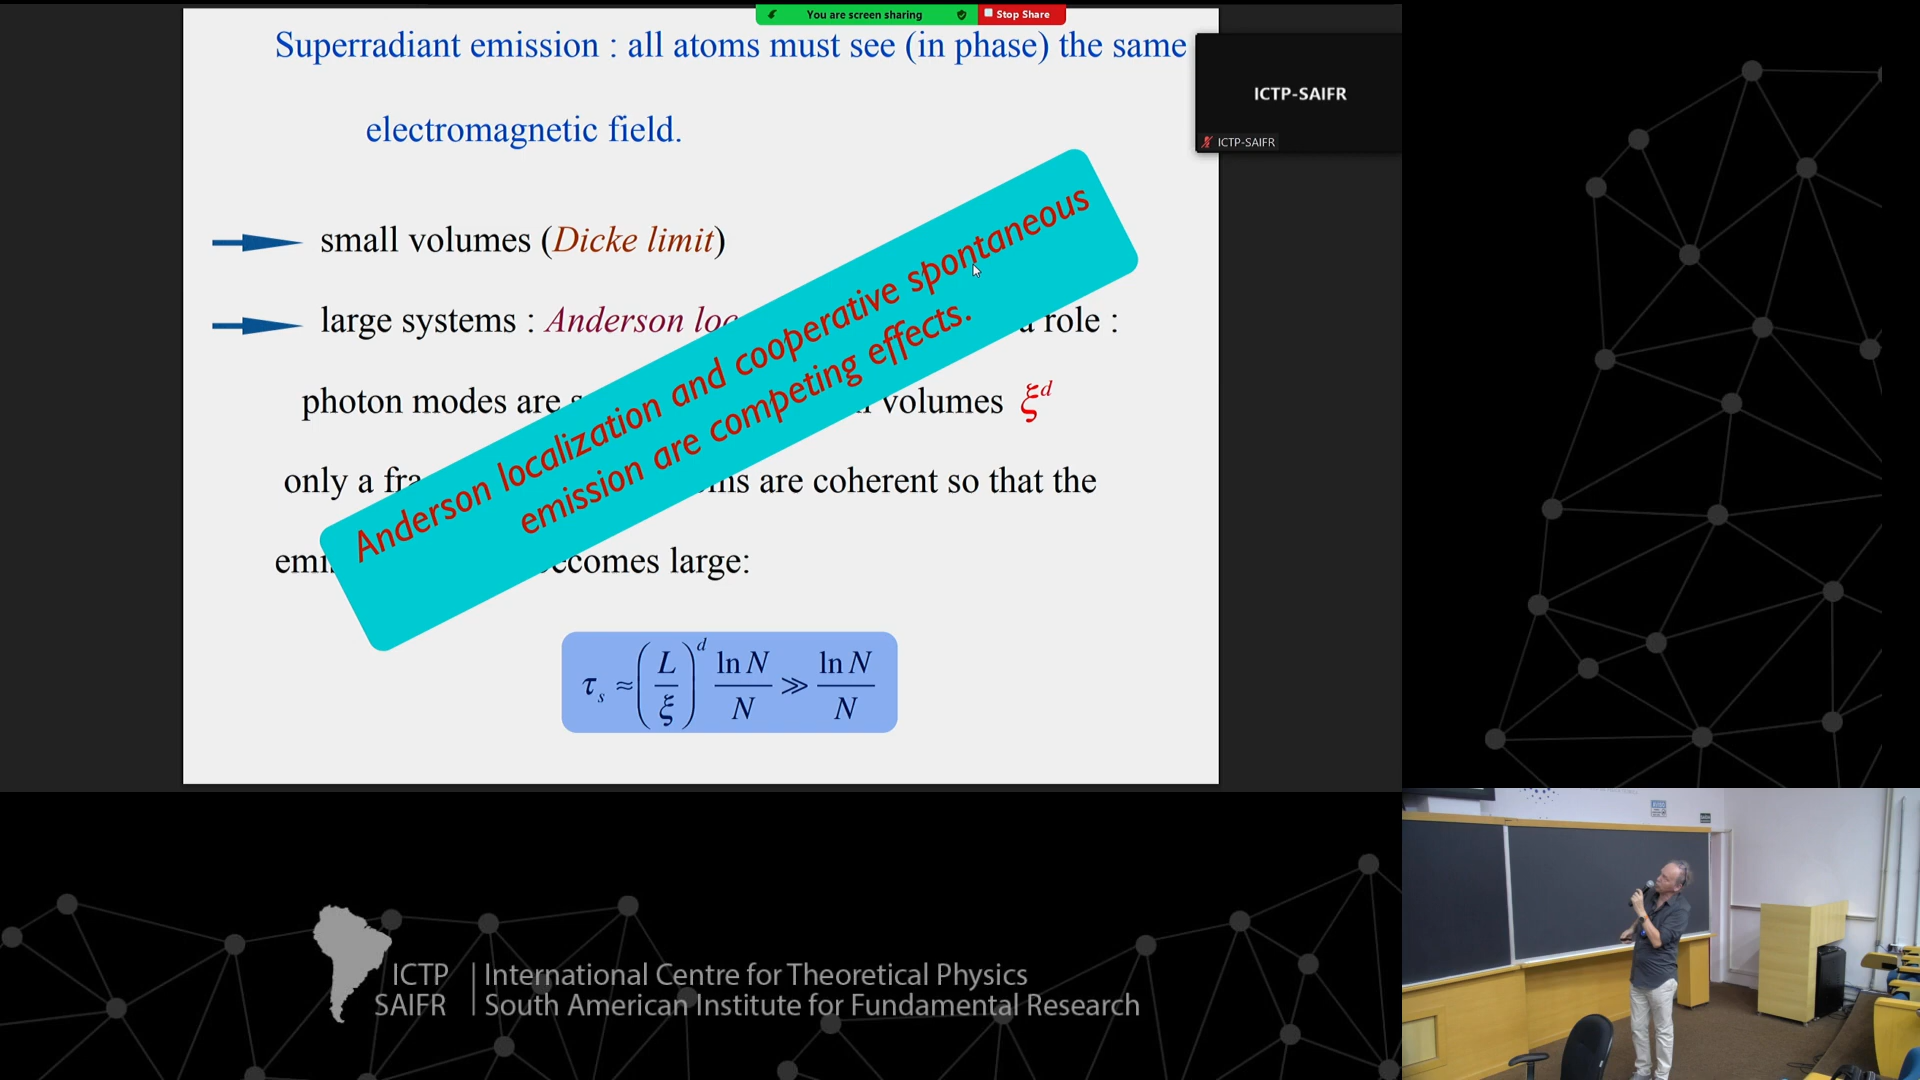 You are screen sharing
Stop Share
Superradiant emission : all atoms must see (in phase) the same
electromagnetic field.
ICTP-SAIFR
ICTP-SAIFR
small volumes (Dicke limit)
large systems : Anderson loc role :
photon modes are volumes ξᵈ
only a fra ms are coherent so that the
emi ecomes large:
Anderson localization and cooperative spontaneous
emission are competing effects.
τₛ ≈ (L/ξ)ᵈ ln N / N ≫ ln N / N
ICTP | International Centre for Theoretical Physics
SAIFR | South American Institute for Fundamental Research